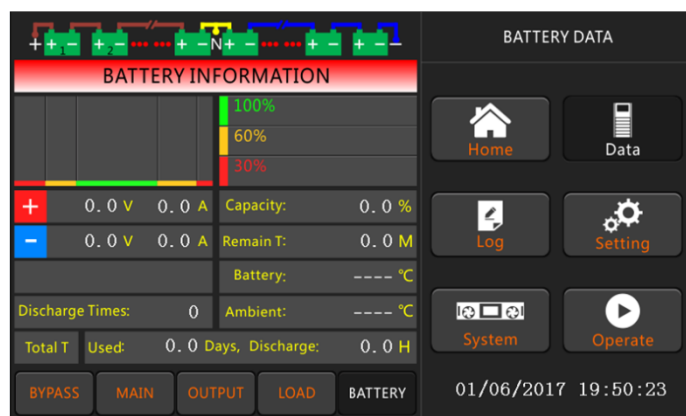 + + 1 - + 2 - + - N + - + - + - -
BATTERY DATA
BATTERY INFORMATION
100%
60%
30%
Home Data
+ 0.0 V 0.0 A Capacity: 0.0 %
- 0.0 V 0.0 A Remain T: 0.0 M
Log Setting
Battery: ---- °C
Discharge Times: 0 Ambient: ---- °C
Total T Used: 0.0 Days, Discharge: 0.0 H
System Operate
BYPASS MAIN OUTPUT LOAD BATTERY
01/06/2017 19:50:23